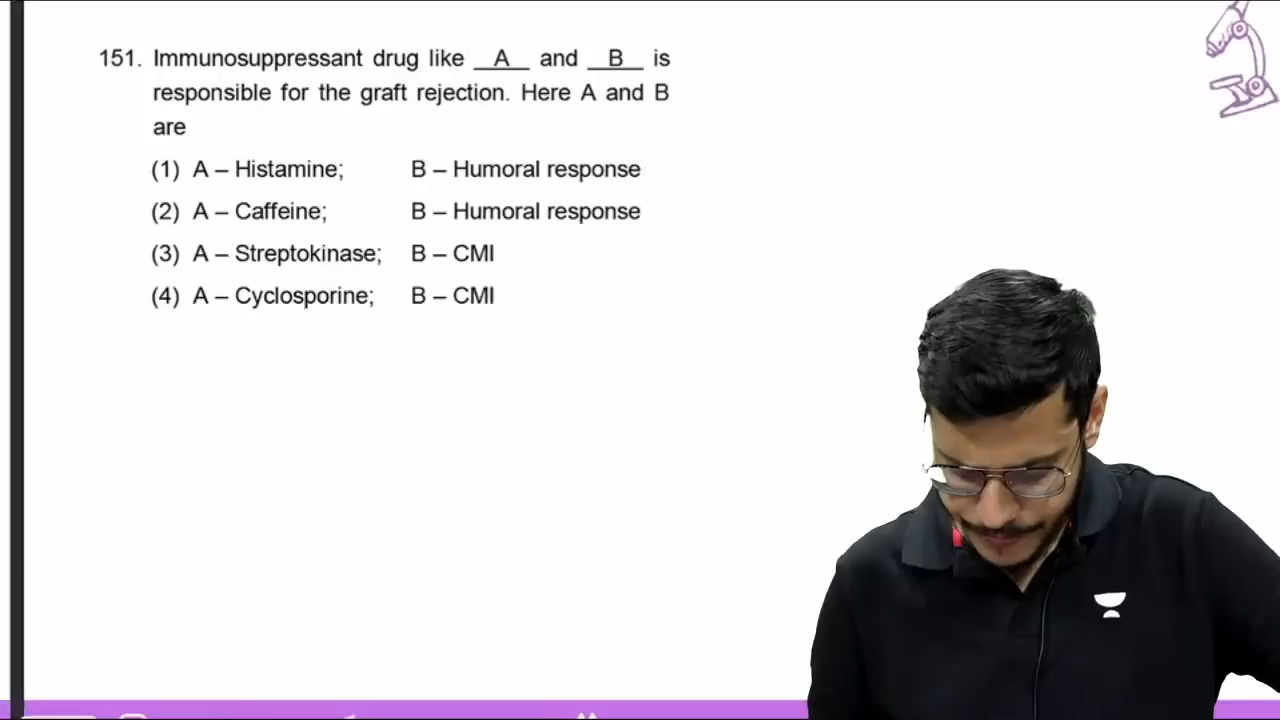 151. Immunosuppressant drug like __A__ and __B__ is
responsible for the graft rejection. Here A and B
are
(1) A – Histamine; B – Humoral response
(2) A – Caffeine; B – Humoral response
(3) A – Streptokinase; B – CMI
(4) A – Cyclosporine; B – CMI